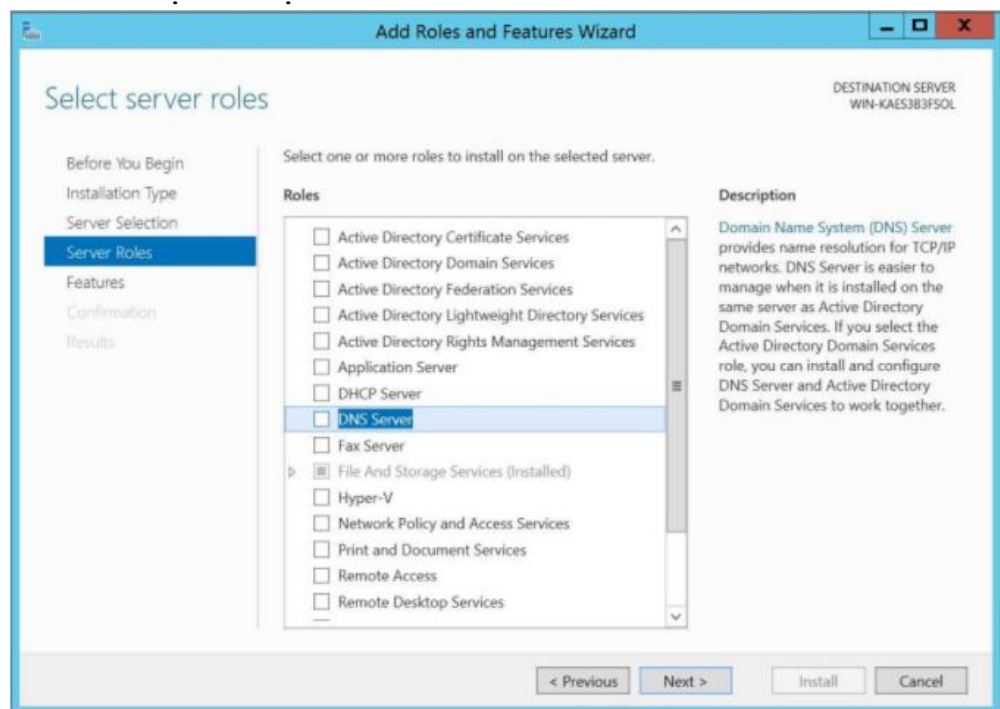 Add Roles and Features Wizard
Select server roles
DESTINATION SERVER
WIN-KAES3B3FSOL
Before You Begin
Installation Type
Server Selection
Server Roles
Features
Confirmation
Results
Select one or more roles to install on the selected server.
Roles
Active Directory Certificate Services
Active Directory Domain Services
Active Directory Federation Services
Active Directory Lightweight Directory Services
Active Directory Rights Management Services
Application Server
DHCP Server
DNS Server
Fax Server
File And Storage Services (Installed)
Hyper-V
Network Policy and Access Services
Print and Document Services
Remote Access
Remote Desktop Services
Description
Domain Name System (DNS) Server
provides name resolution for TCP/IP
networks. DNS Server is easier to
manage when it is installed on the
same server as Active Directory
Domain Services. If you select the
Active Directory Domain Services
role, you can install and configure
DNS Server and Active Directory
Domain Services to work together.
< Previous
Next >
Install
Cancel